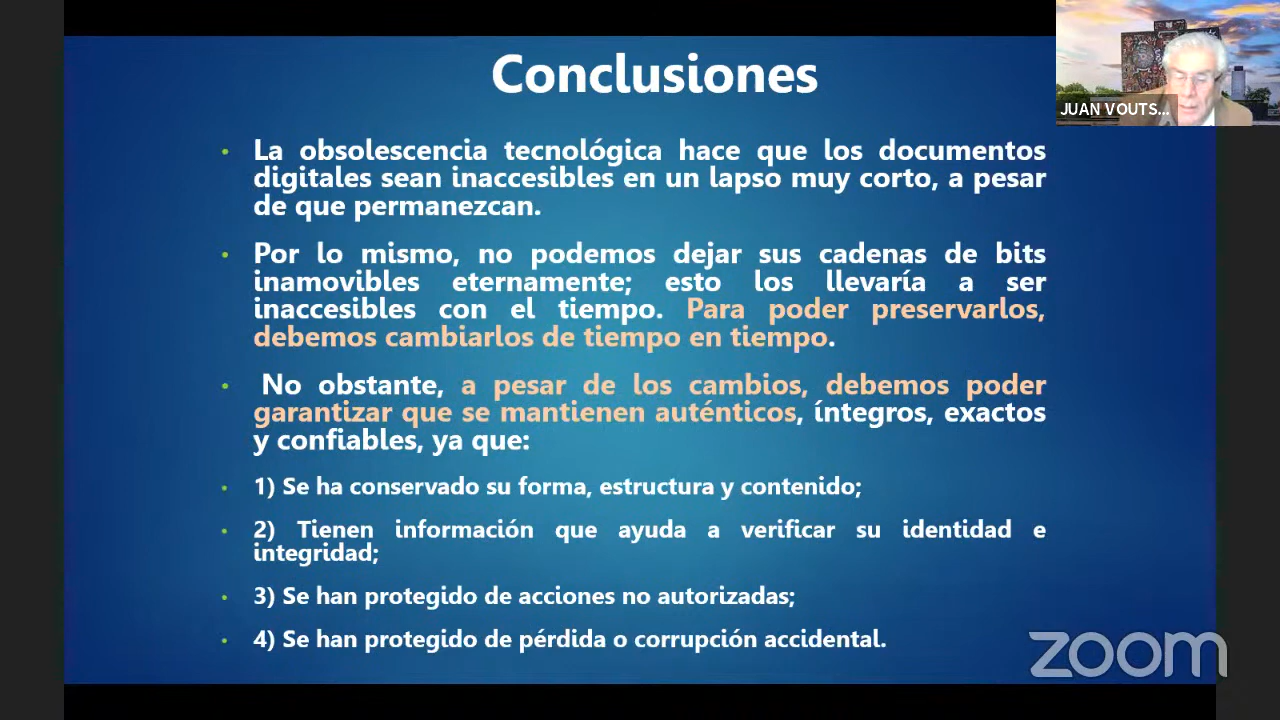 Conclusiones
JUAN VOUTS...
• La obsolescencia tecnológica hace que los documentos
digitales sean inaccesibles en un lapso muy corto, a pesar
de que permanezcan.
• Por lo mismo, no podemos dejar sus cadenas de bits
inamovibles eternamente; esto los llevaría a ser
inaccesibles con el tiempo. Para poder preservarlos,
debemos cambiarlos de tiempo en tiempo.
• No obstante, a pesar de los cambios, debemos poder
garantizar que se mantienen auténticos, íntegros, exactos
y confiables, ya que:
• 1) Se ha conservado su forma, estructura y contenido;
• 2) Tienen información que ayuda a verificar su identidad e
integridad;
• 3) Se han protegido de acciones no autorizadas;
• 4) Se han protegido de pérdida o corrupción accidental.
zoom